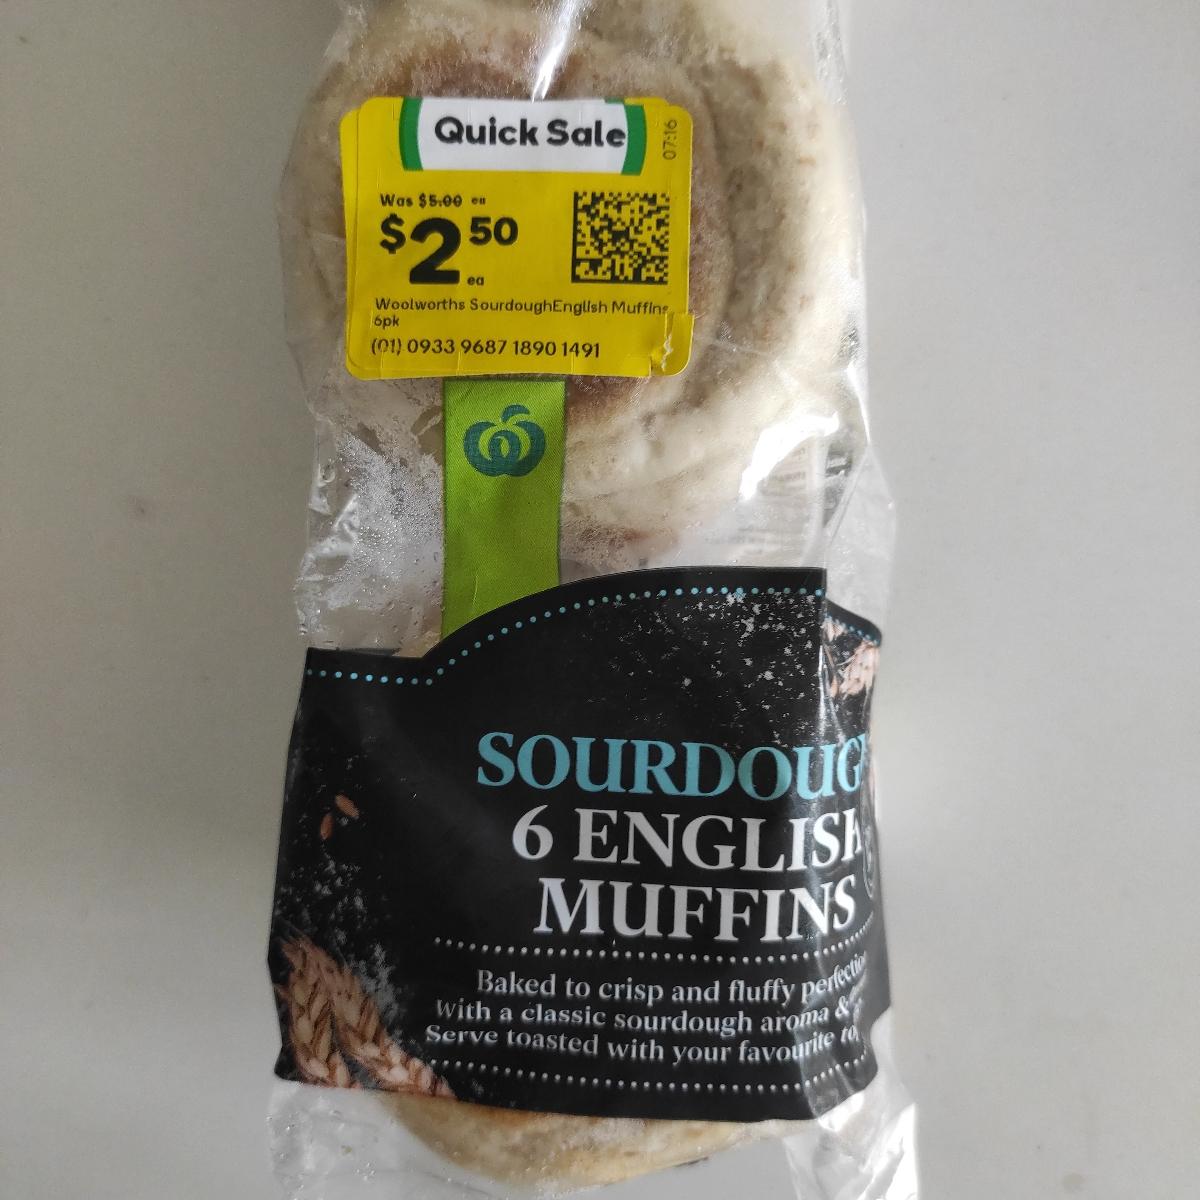 Quick Sale
07:16
Was $5.00 ea
$2 50
ea
Woolworths SourdoughEnglish Muffins
6pk
(01) 0933 9687 1890 1491
SOURDOUG
6 ENGLISH
MUFFINS
Baked to crisp and fluffy perfectio
With a classic sourdough aroma &
Serve toasted with your favourite to